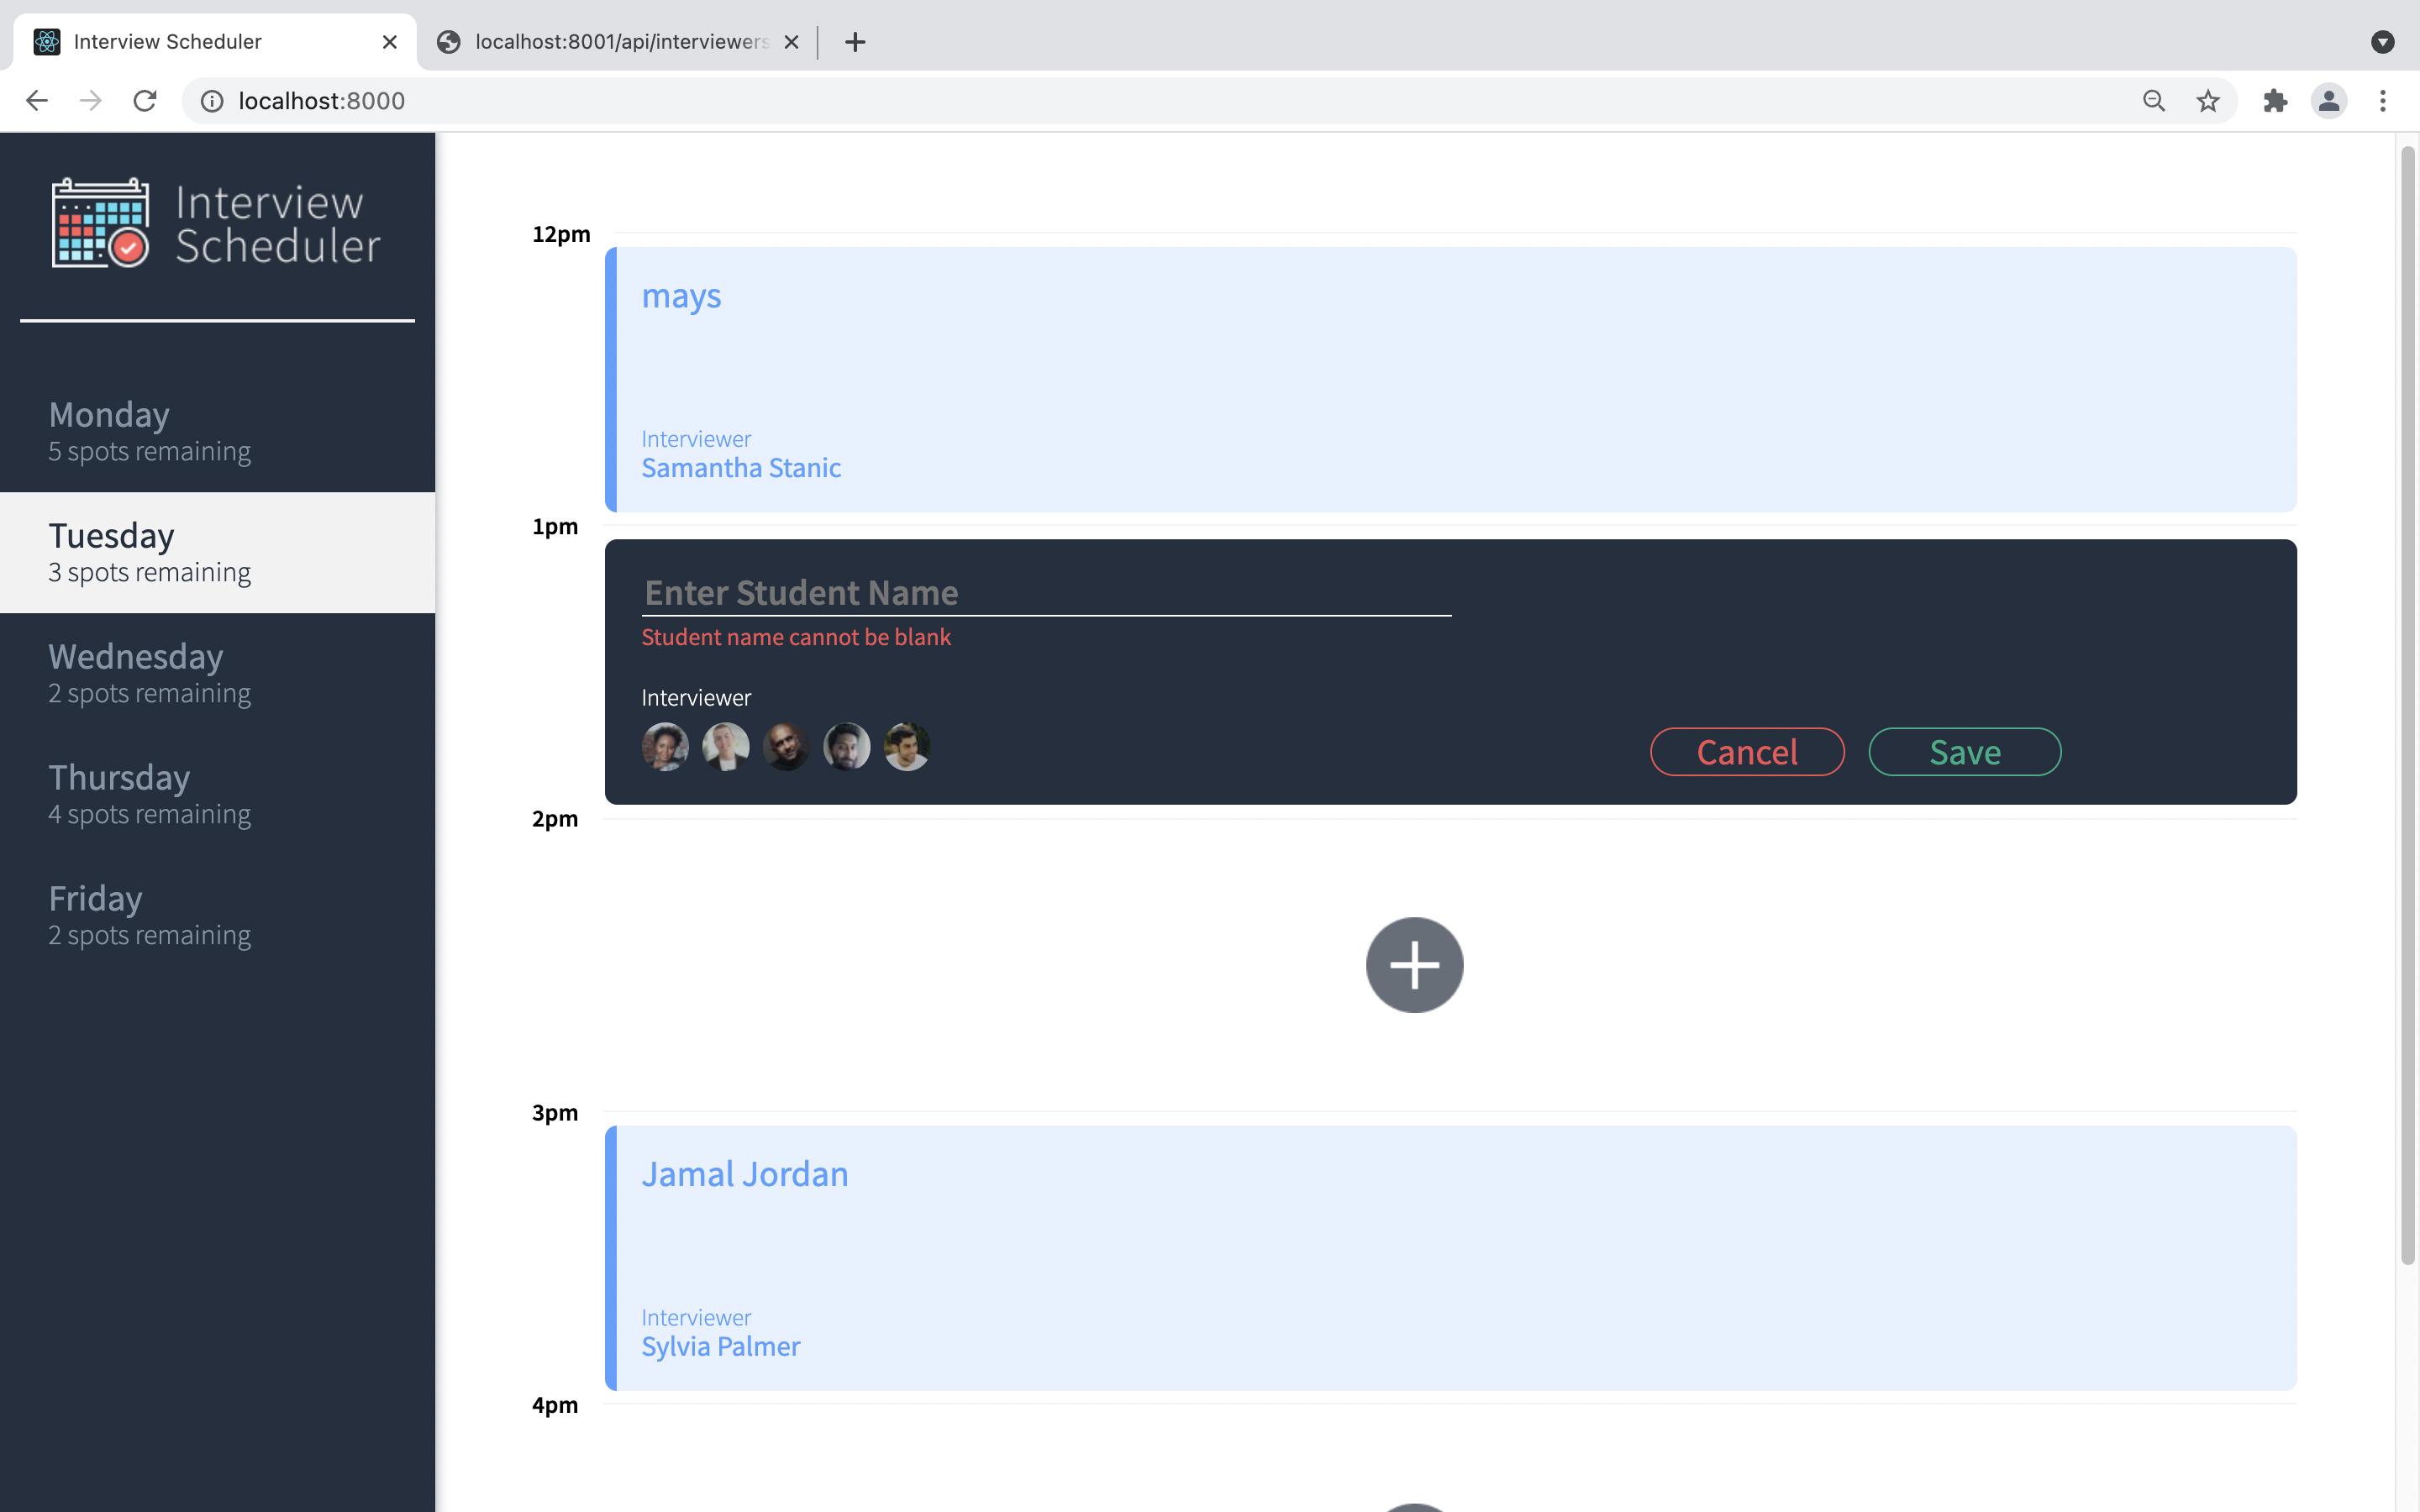 Interview Scheduler
localhost:8001/api/interviewers
localhost:8000
Interview
Scheduler
Monday
5 spots remaining
Tuesday
3 spots remaining
Wednesday
2 spots remaining
Thursday
4 spots remaining
Friday
2 spots remaining
12pm
mays
Interviewer
Samantha Stanic
1pm
Enter Student Name
Student name cannot be blank
Interviewer
Cancel
Save
2pm
3pm
Jamal Jordan
Interviewer
Sylvia Palmer
4pm